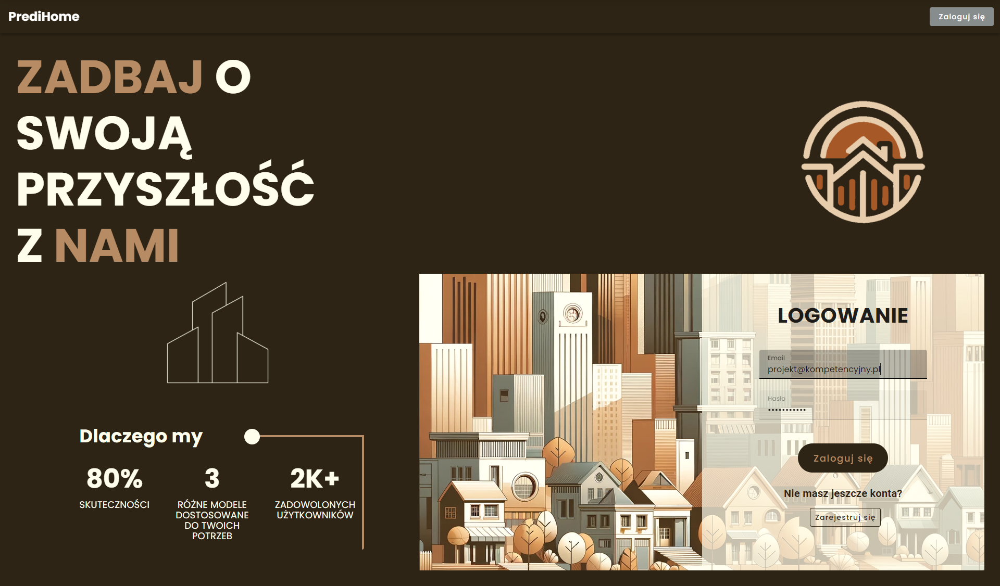 PrediHome
Zaloguj się
ZADBAJ O
SWOJĄ
PRZYSZŁOŚĆ
Z NAMI
Dlaczego my
80%
SKUTECZNOŚCI
3
RÓŻNE MODELE
DOSTOSOWANE
DO TWOICH
POTRZEB
2K+
ZADOWOLONYCH
UŻYTKOWNIKÓW
LOGOWANIE
Email
projekt@kompetencyjny.pl
Hasło
•••••••••••
Zaloguj się
Nie masz jeszcze konta?
Zarejestruj się